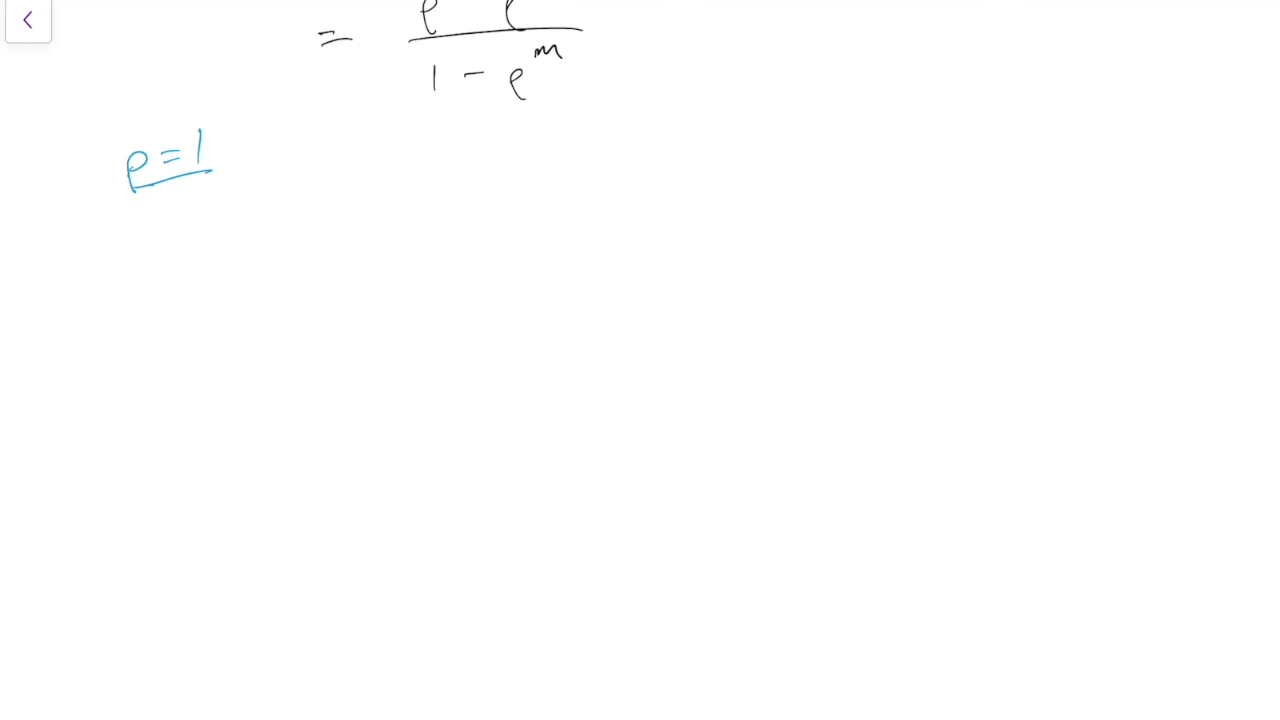 = ρ ρ
1 - ρ^m
ρ = 1